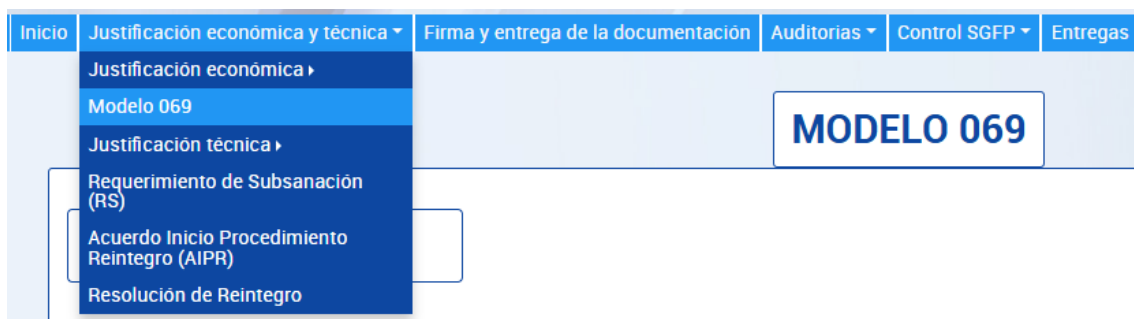 Inicio Justificación económica y técnica Firma y entrega de la documentación Auditorias Control SGFP Entregas
Justificación económica
Modelo 069
MODELO 069
Justificación técnica
Requerimiento de Subsanación
(RS)
Acuerdo Inicio Procedimiento
Reintegro (AIPR)
Resolución de Reintegro